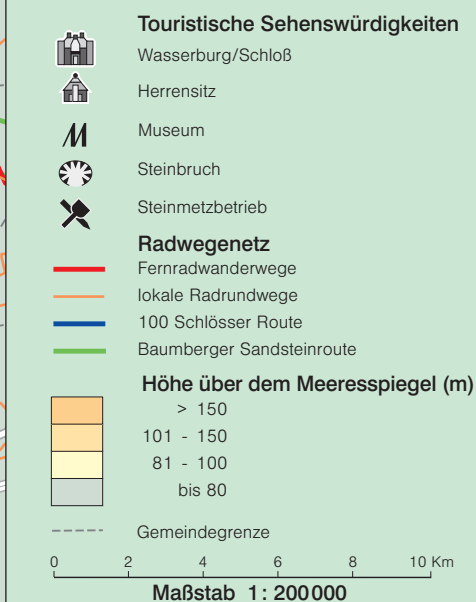 Touristische Sehenswürdigkeiten
Wasserburg/Schloß
Herrensitz
M Museum
Steinbruch
Steinmetzbetrieb
Radwegenetz
Fernradwanderwege
lokale Radrundwege
100 Schlösser Route
Baumberger Sandsteinroute
Höhe über dem Meeresspiegel (m)
> 150
101 - 150
81 - 100
bis 80
Gemeindegrenze
0 2 4 6 8 10 Km
Maßstab 1 : 200000